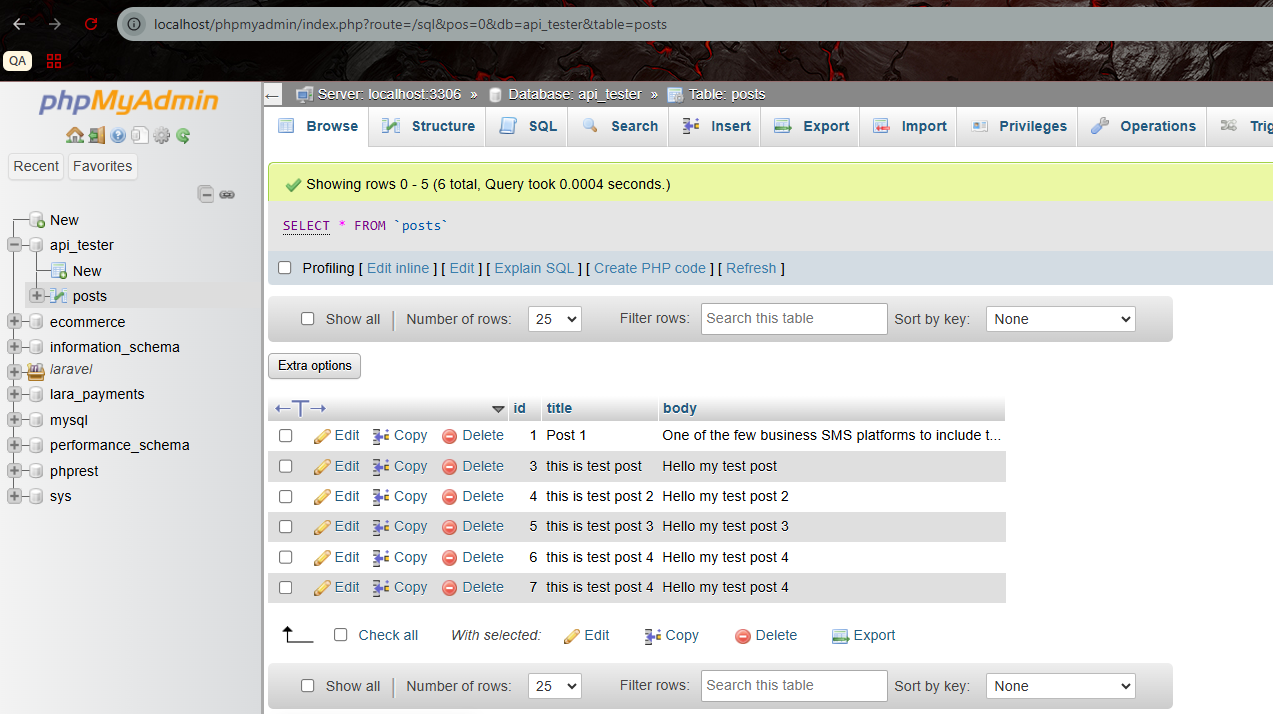 localhost/phpmyadmin/index.php?route=/sql&pos=0&db=api_tester&table=posts
QA
phpMyAdmin
Recent Favorites
New
api_tester
New
posts
ecommerce
information_schema
laravel
lara_payments
mysql
performance_schema
phprest
sys
Server: localhost:3306 » Database: api_tester » Table: posts
Browse Structure SQL Search Insert Export Import Privileges Operations Trig
Showing rows 0 - 5 (6 total, Query took 0.0004 seconds.)
SELECT * FROM `posts`
Profiling [ Edit inline ] [ Edit ] [ Explain SQL ] [ Create PHP code ] [ Refresh ]
Show all Number of rows: 25 Filter rows: Search this table Sort by key: None
Extra options
id title body
Edit Copy Delete 1 Post 1 One of the few business SMS platforms to include t...
Edit Copy Delete 3 this is test post Hello my test post
Edit Copy Delete 4 this is test post 2 Hello my test post 2
Edit Copy Delete 5 this is test post 3 Hello my test post 3
Edit Copy Delete 6 this is test post 4 Hello my test post 4
Edit Copy Delete 7 this is test post 4 Hello my test post 4
Check all With selected: Edit Copy Delete Export
Show all Number of rows: 25 Filter rows: Search this table Sort by key: None